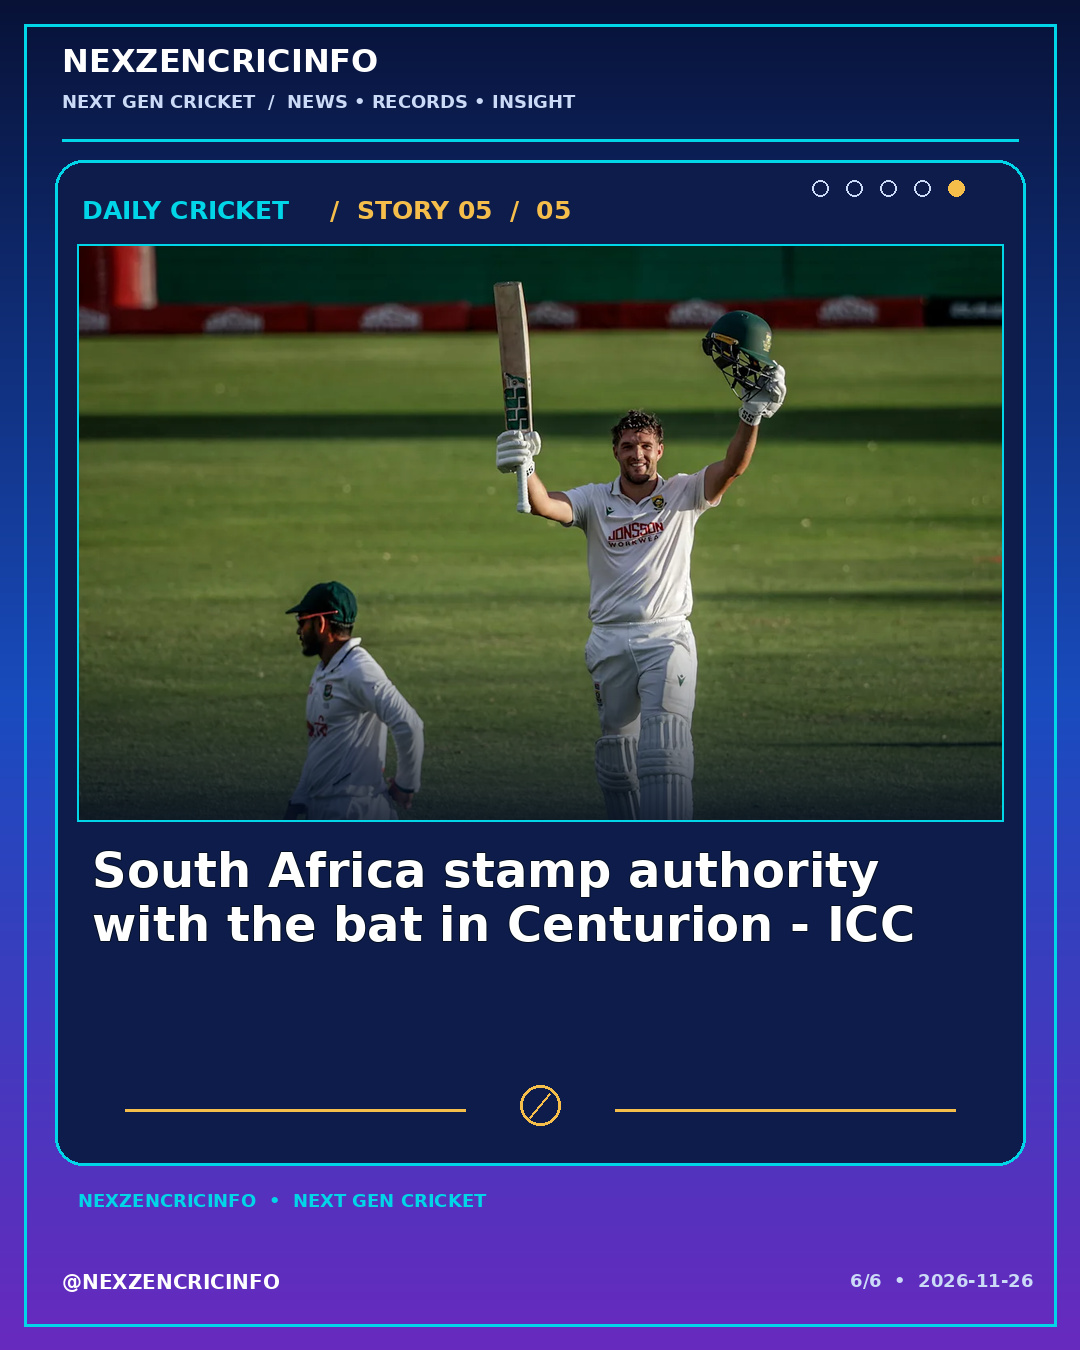 NEXZENCRICINFO
NEXT GEN CRICKET / NEWS • RECORDS • INSIGHT
DAILY CRICKET / STORY 05 / 05
JONSSON
WORKWEAR
SS
South Africa stamp authority
with the bat in Centurion - ICC
NEXZENCRICINFO • NEXT GEN CRICKET
@NEXZENCRICINFO
6/6 • 2026-11-26